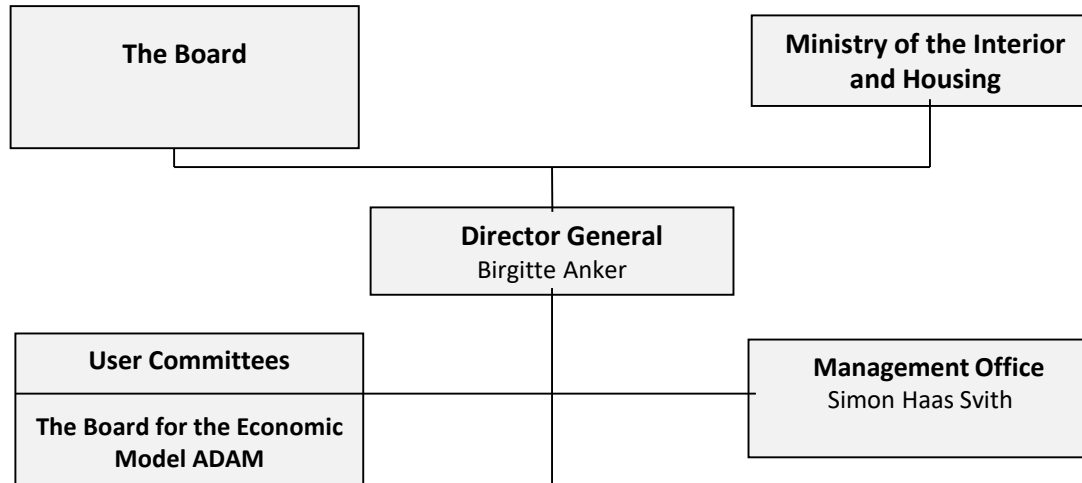 The Board
Ministry of the Interior
and Housing
Director General
Birgitte Anker
User Committees
The Board for the Economic
Model ADAM
Management Office
Simon Haas Svith